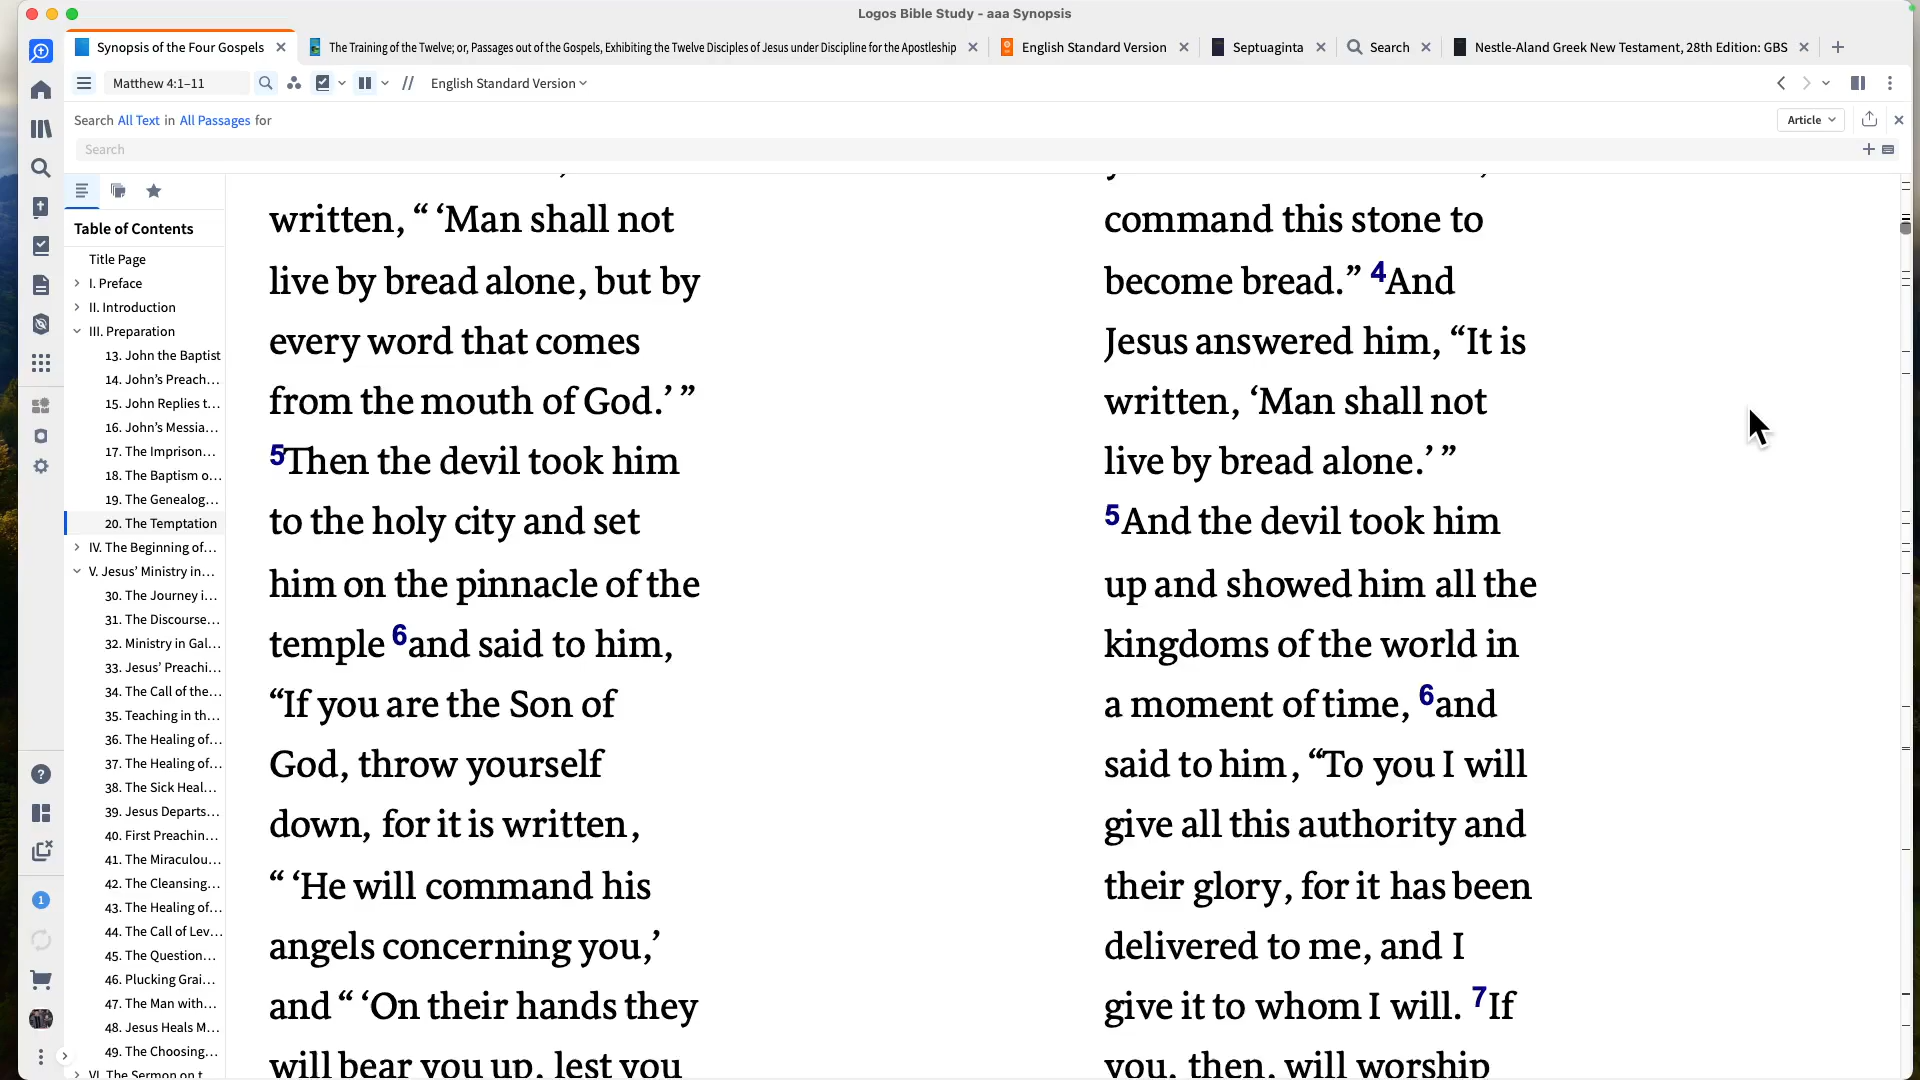 Logos Bible Study - aaa Synopsis
Synopsis of the Four Gospels
The Training of the Twelve; or, Passages out of the Gospels, Exhibiting the Twelve Disciples of Jesus under Discipline for the Apostleship
English Standard Version
Septuaginta
Search
Nestle-Aland Greek New Testament, 28th Edition: GBS
Matthew 4:1–11
English Standard Version
Search All Text in All Passages for
Article
Search
Table of Contents
Title Page
I. Preface
II. Introduction
III. Preparation
13. John the Baptist
14. John's Preach...
15. John Replies t...
16. John's Messia...
17. The Imprison...
18. The Baptism o...
19. The Genealog...
20. The Temptation
IV. The Beginning of...
V. Jesus' Ministry in...
30. The Journey i...
31. The Discourse...
32. Ministry in Gal...
33. Jesus' Preachi...
34. The Call of the...
35. Teaching in th...
36. The Healing of...
37. The Healing of...
38. The Sick Heal...
39. Jesus Departs...
40. First Preachin...
41. The Miraculou...
42. The Cleansing...
43. The Healing of...
44. The Call of Lev...
45. The Question...
46. Plucking Grai...
47. The Man with...
48. Jesus Heals M...
49. The Choosing...
VI. The Sermon on t...
1
written, “ ‘Man shall not
live by bread alone, but by
every word that comes
from the mouth of God.’ ”
5Then the devil took him
to the holy city and set
him on the pinnacle of the
temple 6and said to him,
“If you are the Son of
God, throw yourself
down, for it is written,
“ ‘He will command his
angels concerning you,’
and “ ‘On their hands they
will bear you up, lest you
command this stone to
become bread.” 4And
Jesus answered him, “It is
written, ‘Man shall not
live by bread alone.’ ”
5And the devil took him
up and showed him all the
kingdoms of the world in
a moment of time, 6and
said to him, “To you I will
give all this authority and
their glory, for it has been
delivered to me, and I
give it to whom I will. 7If
you, then, will worship